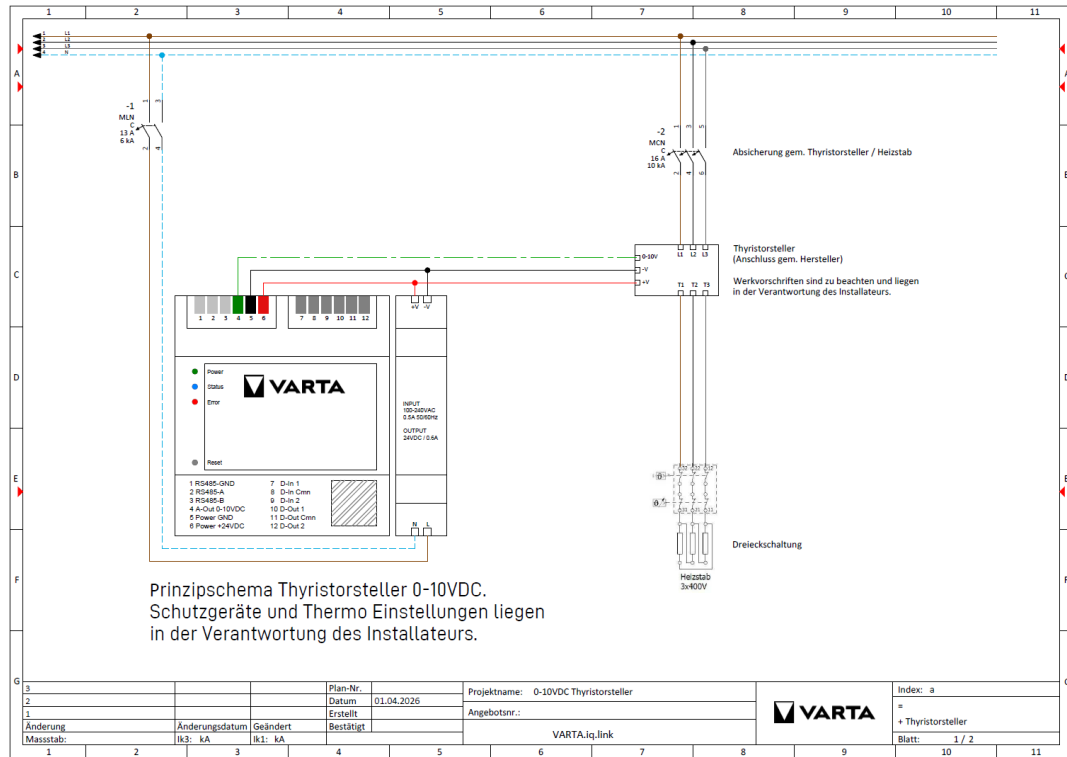 1 2 3 4 5 6 7 8 9 10 11
1 L1
2 L2
3 L3
4 N
A A
1 3
-1
MLN
C
13 A
6 kA
2 4
1 3 5
-2
MCN
C
16 A
10 kA
2 4 6
Absicherung gem. Thyristorsteller / Heizstab
B
C
0-10V
-V
+V
L1 L2 L3
T1 T2 T3
Thyristorsteller
(Anschluss gem. Hersteller)
Werkvorschriften sind zu beachten und liegen
in der Verantwortung des Installateurs.
+V -V
1 2 3 4 5 6 7 8 9 10 11 12
D
Power
Status
Error
Reset
VARTA
INPUT
100-240VAC
0.5A 50/60Hz
OUTPUT
24VDC / 0.6A
E
1 RS485-GND 7 D-In 1
2 RS485-A 8 D-In Cmn
3 RS485-B 9 D-In 2
4 A-Out 0-10VDC 10 D-Out 1
5 Power GND 11 D-Out Cmn
6 Power +24VDC 12 D-Out 2
N L
Dreieckschaltung
Heizstab
3x400V
F
Prinzipschema Thyristorsteller 0-10VDC.
Schutzgeräte und Thermo Einstellungen liegen
in der Verantwortung des Installateurs.
G
3 Plan-Nr.
2 Datum 01.04.2026
1 Erstellt
Änderung Änderungsdatum Geändert Bestätigt
Massstab: Ik3: kA Ik1: kA
Projektname: 0-10VDC Thyristorsteller
Angebotsnr.:
VARTA.iq.link
VARTA
Index: a
=
+ Thyristorsteller
Blatt: 1 / 2
1 2 3 4 5 6 7 8 9 10 11